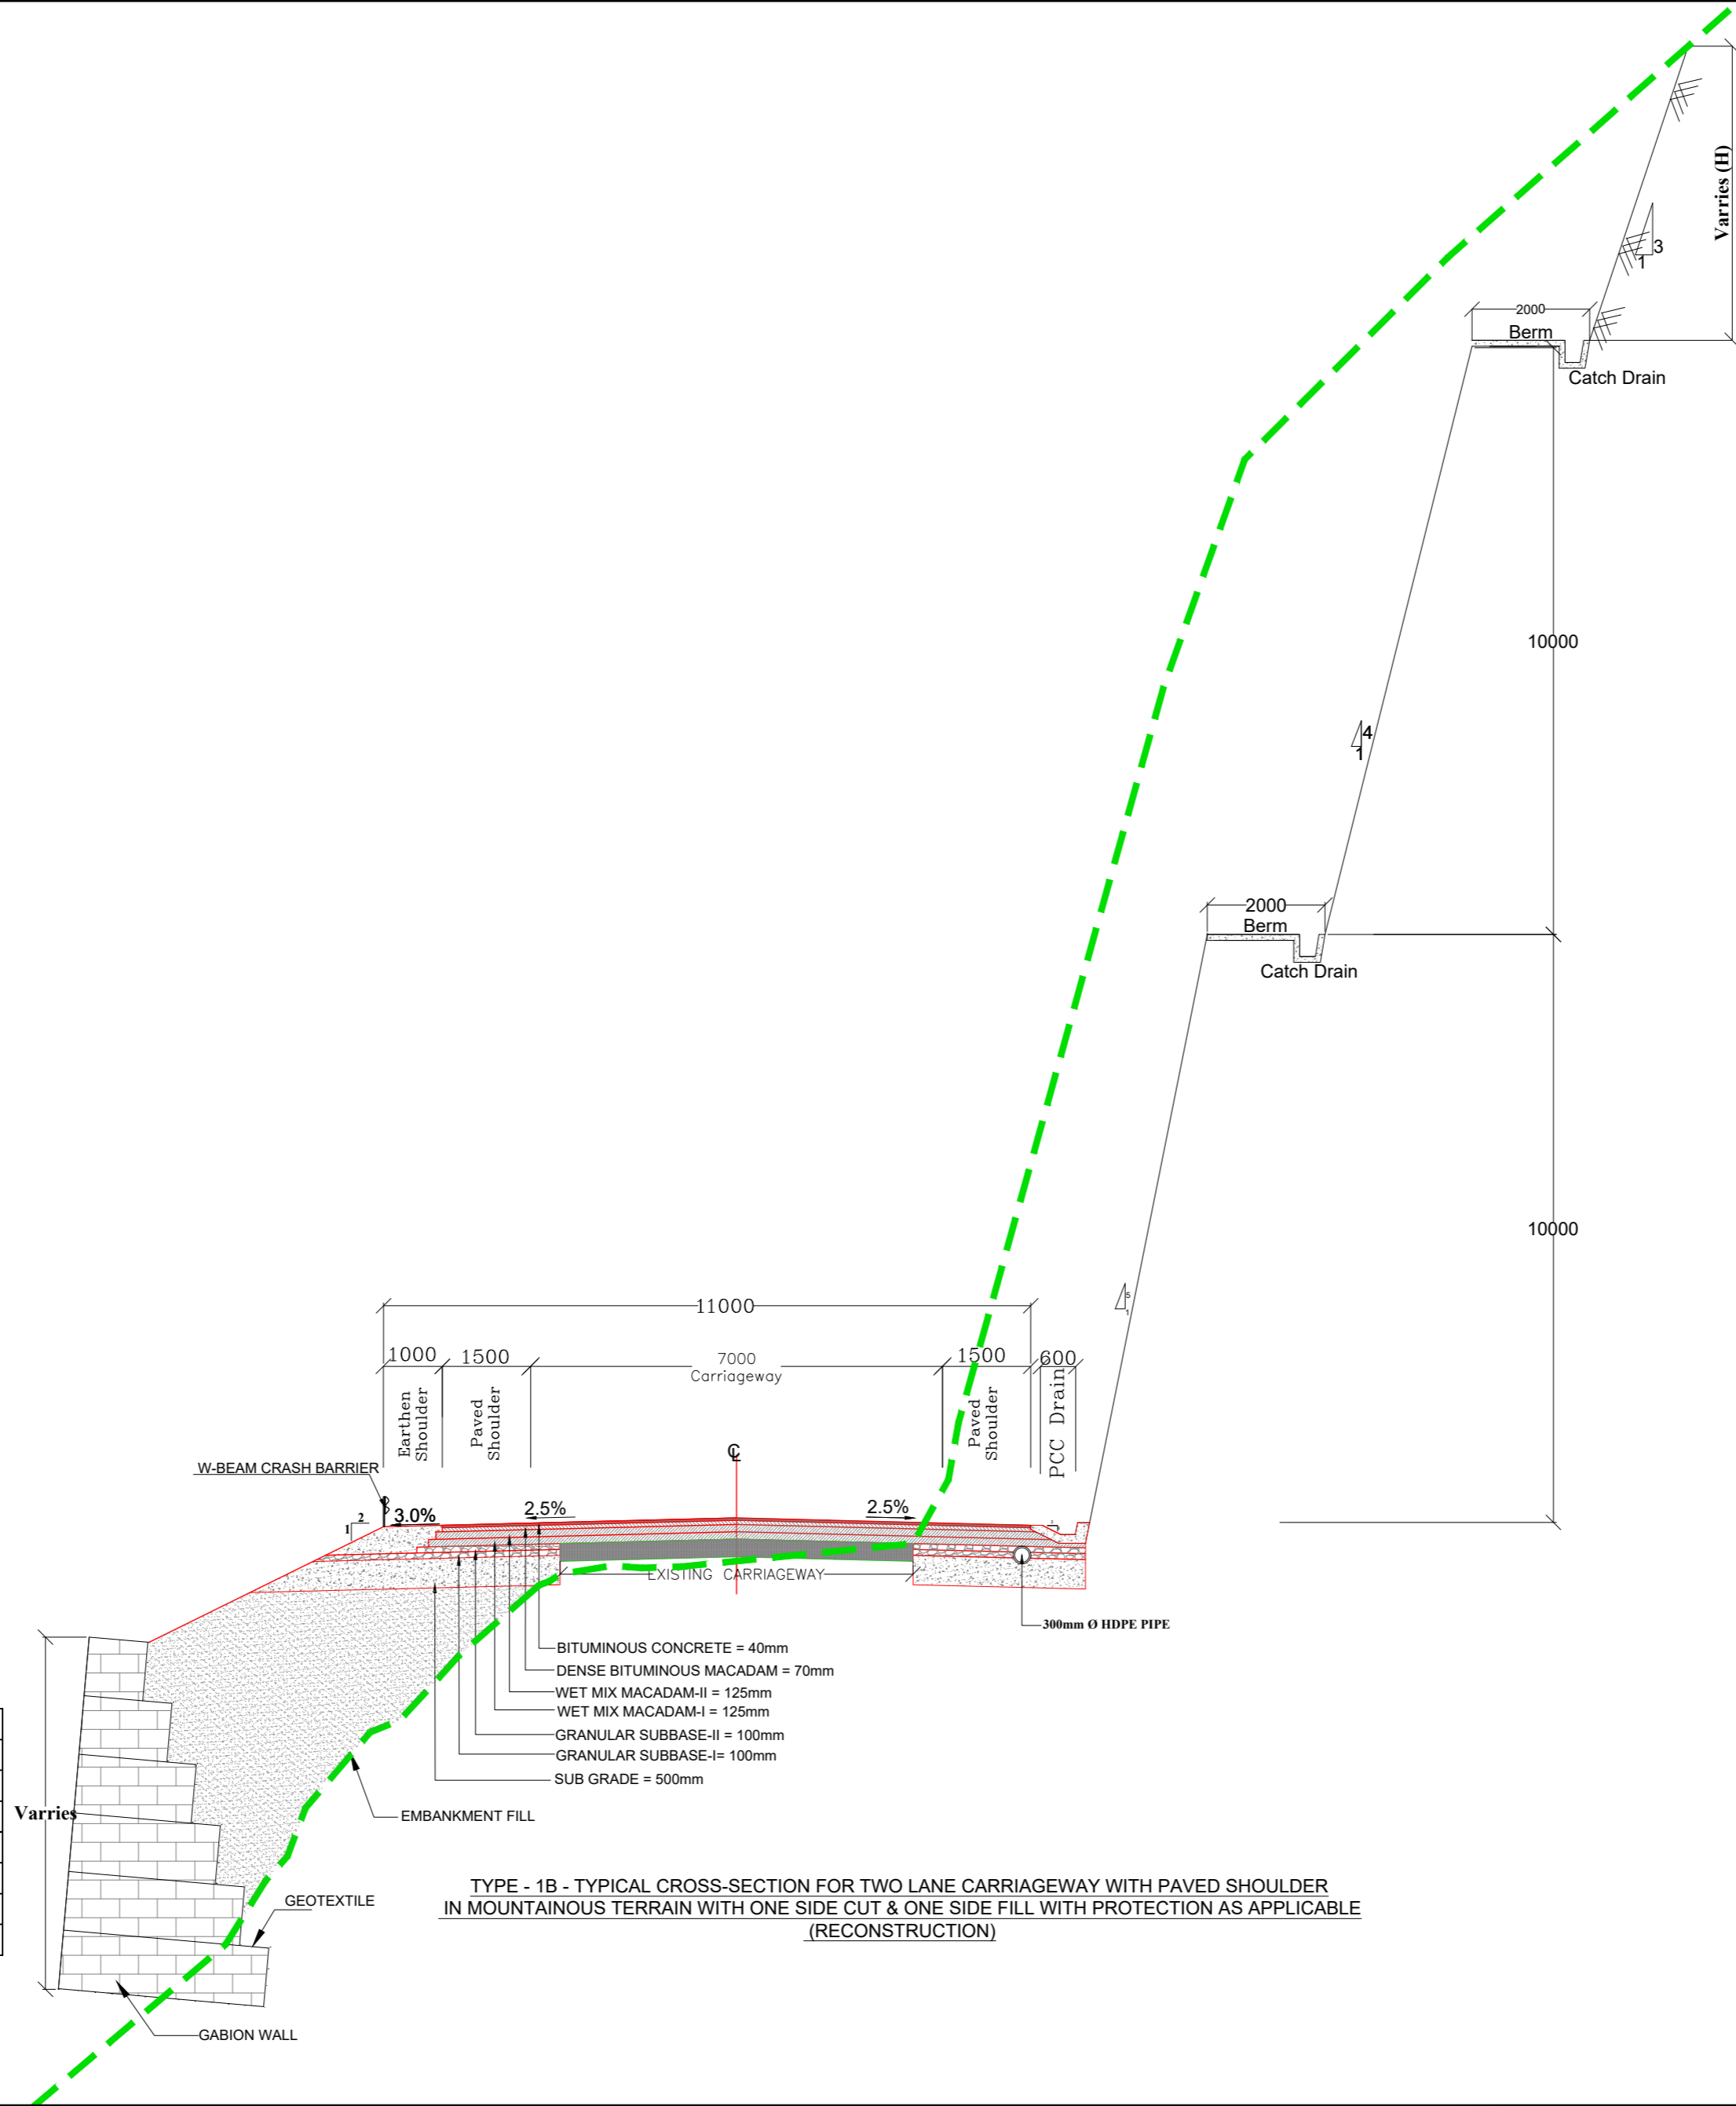 Varries (H)
3
1
2000
Berm
Catch Drain
10000
4
1
2000
Berm
Catch Drain
10000
5
1
11000
1000
1500
7000
Carriageway
1500
600
Earthen
Shoulder
Paved
Shoulder
Paved
Shoulder
PCC Drain
C
L
W-BEAM CRASH BARRIER
2
1
3.0%
2.5%
2.5%
EXISTING CARRIAGEWAY
300mm Ø HDPE PIPE
BITUMINOUS CONCRETE = 40mm
DENSE BITUMINOUS MACADAM = 70mm
WET MIX MACADAM-II = 125mm
WET MIX MACADAM-I = 125mm
GRANULAR SUBBASE-II = 100mm
GRANULAR SUBBASE-I= 100mm
SUB GRADE = 500mm
Varries
EMBANKMENT FILL
GEOTEXTILE
GABION WALL
TYPE - 1B - TYPICAL CROSS-SECTION FOR TWO LANE CARRIAGEWAY WITH PAVED SHOULDER
IN MOUNTAINOUS TERRAIN WITH ONE SIDE CUT & ONE SIDE FILL WITH PROTECTION AS APPLICABLE
(RECONSTRUCTION)